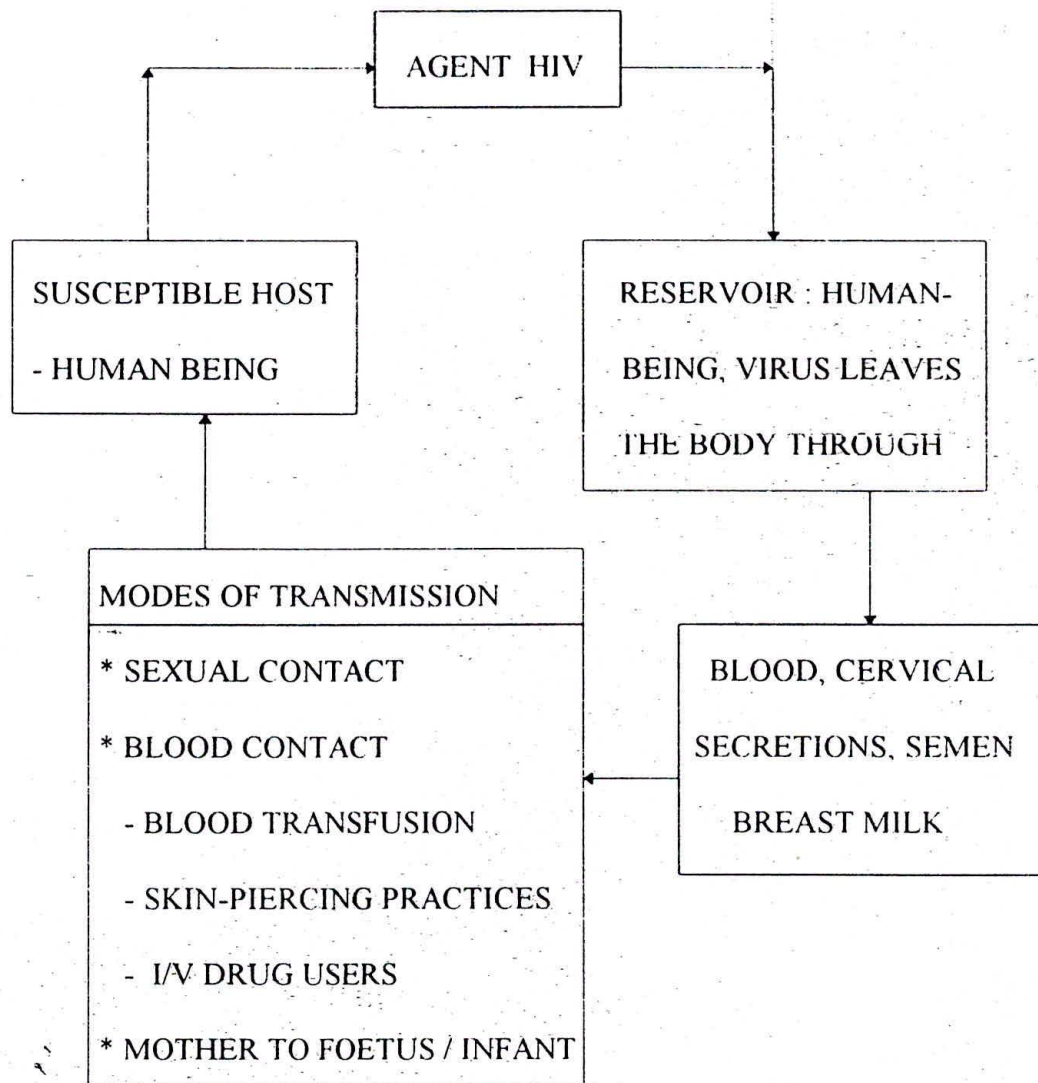 AGENT HIV
RESERVOIR : HUMAN-
BEING, VIRUS LEAVES
THE BODY THROUGH
BLOOD, CERVICAL
SECRETIONS, SEMEN
BREAST MILK
MODES OF TRANSMISSION
* SEXUAL CONTACT
* BLOOD CONTACT
- BLOOD TRANSFUSION
- SKIN-PIERCING PRACTICES
- I/V DRUG USERS
* MOTHER TO FOETUS / INFANT
SUSCEPTIBLE HOST
- HUMAN BEING